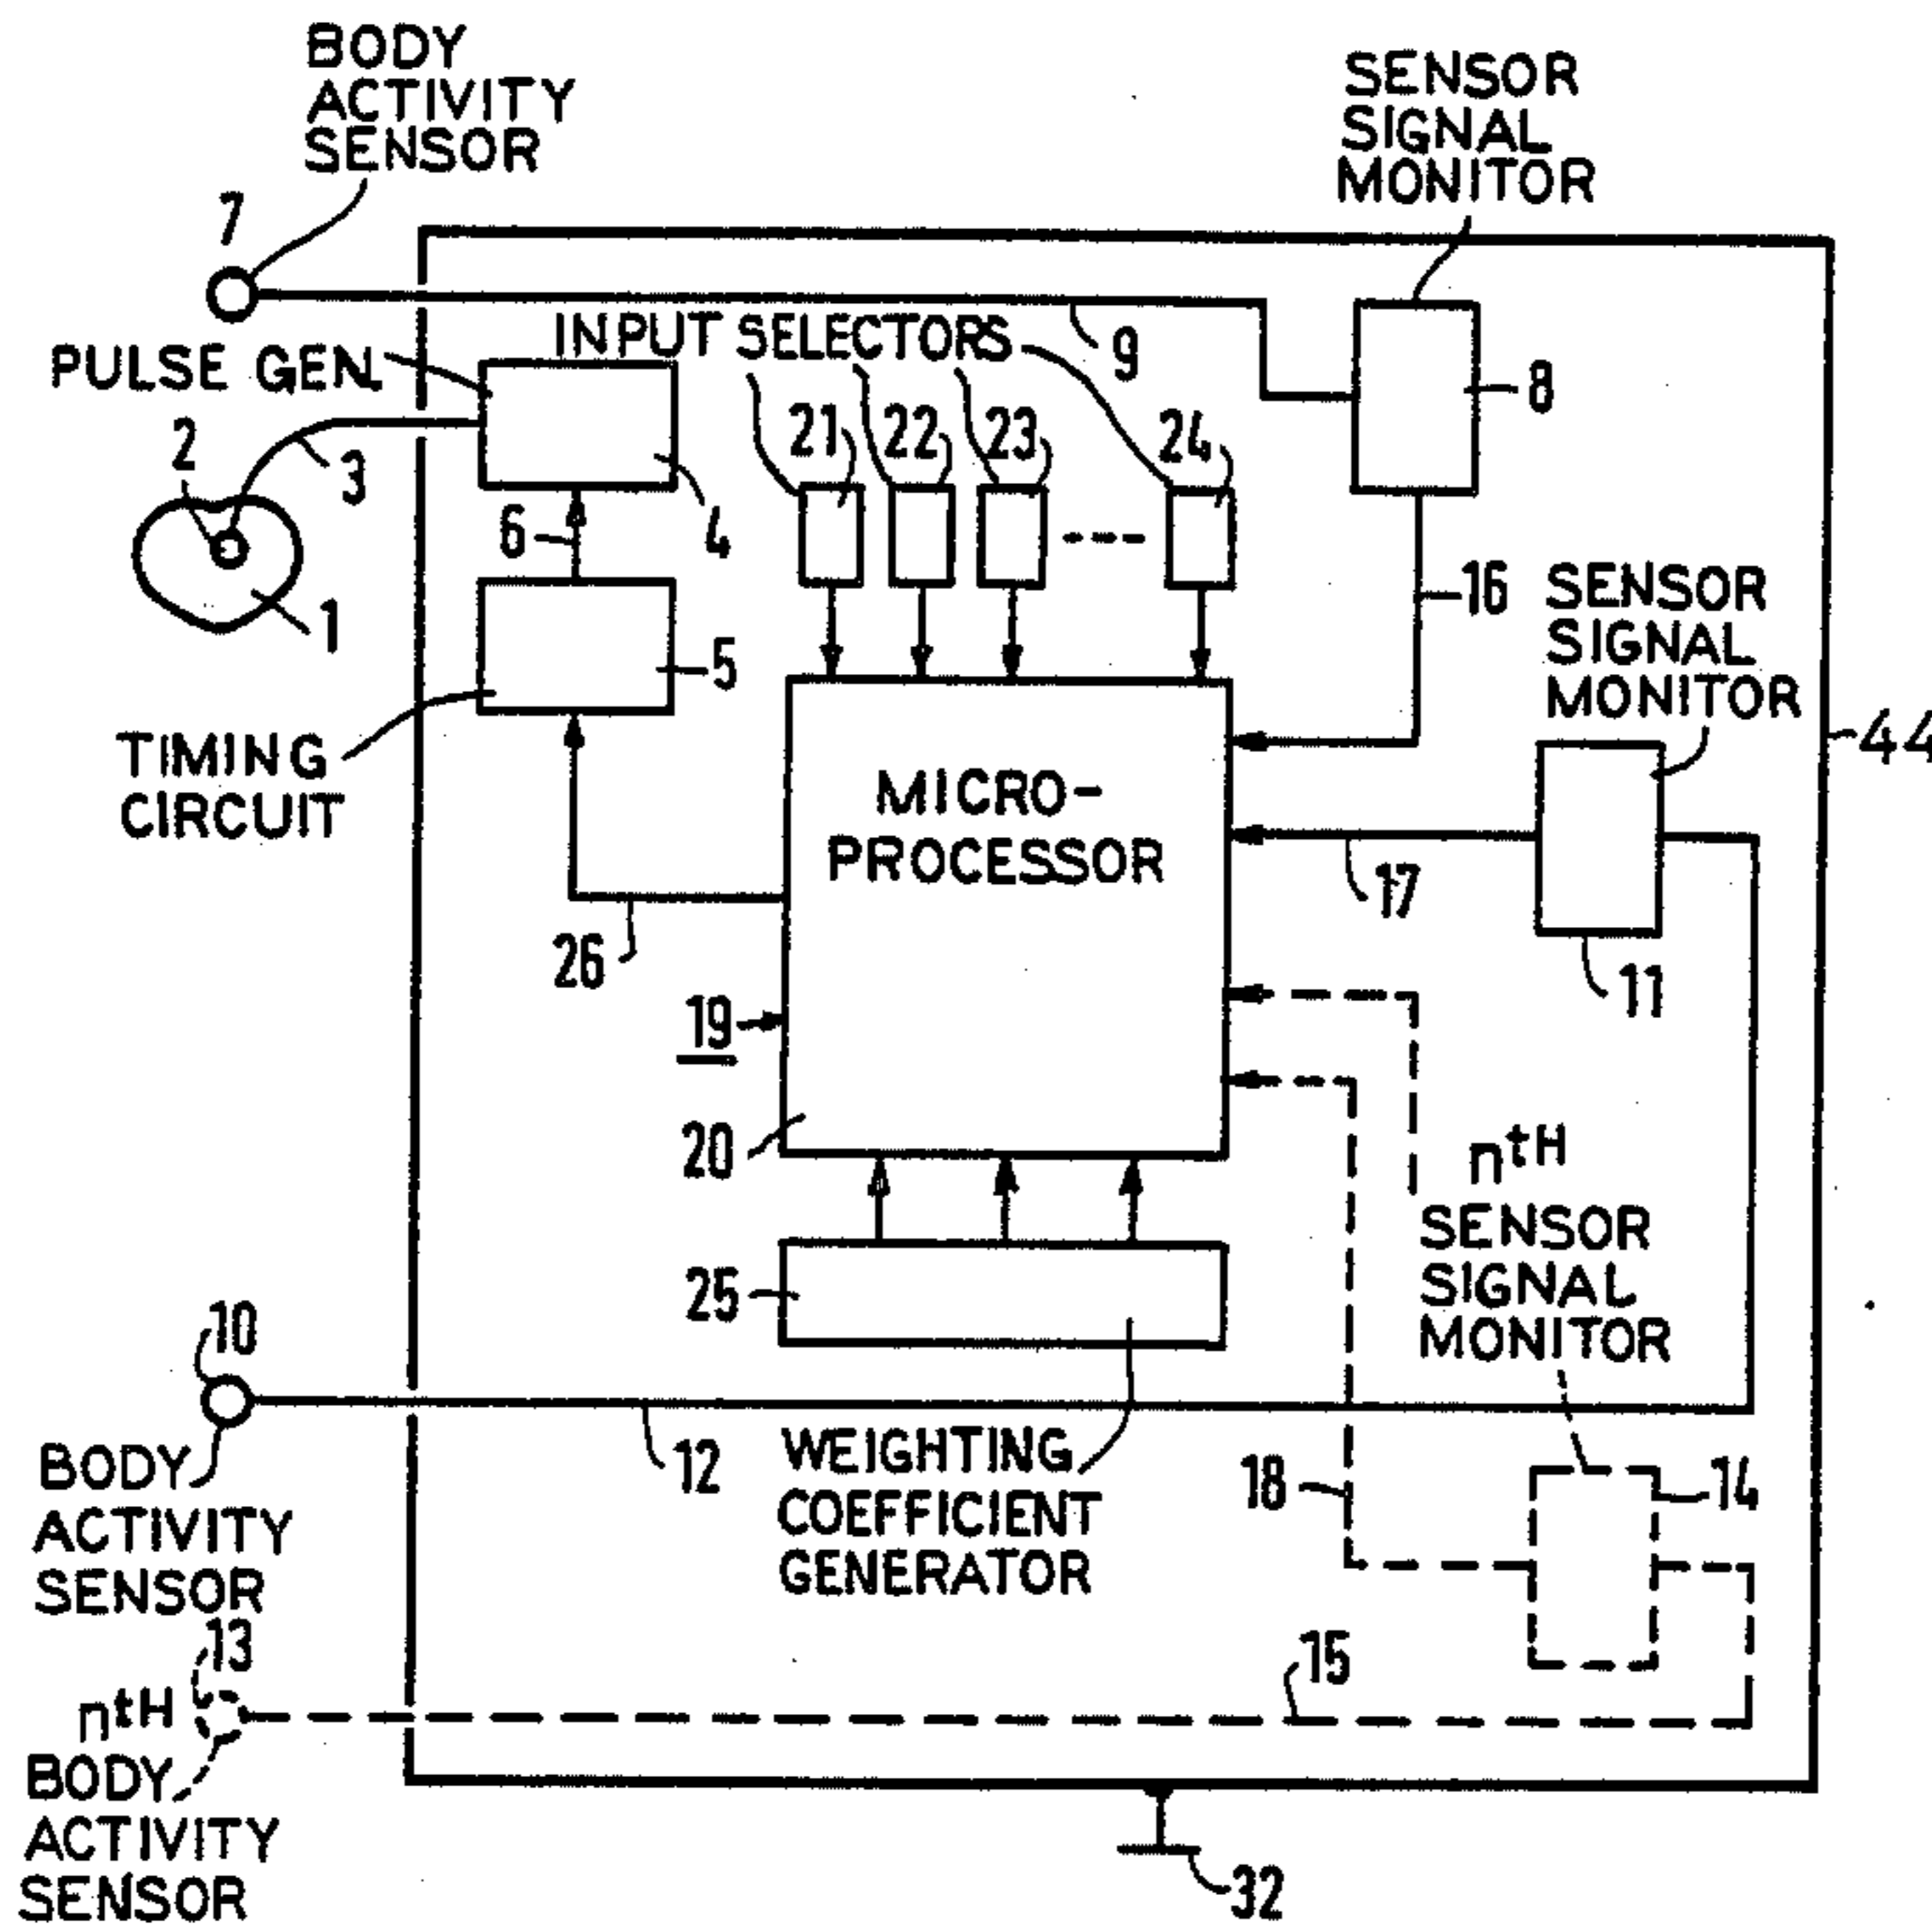 BODY
ACTIVITY
SENSOR
SENSOR
SIGNAL
MONITOR
7
INPUT SELECTORS
9
PULSE GEN.
8
2
3
21
22
23
24
6
4
1
16
SENSOR
SIGNAL
MONITOR
5
44
TIMING
CIRCUIT
MICRO-
PROCESSOR
17
26
11
19
20
nth
SENSOR
SIGNAL
MONITOR
25
10
BODY
ACTIVITY
SENSOR
12
WEIGHTING
COEFFICIENT
GENERATOR
18
14
13
15
nth
BODY
ACTIVITY
SENSOR
32